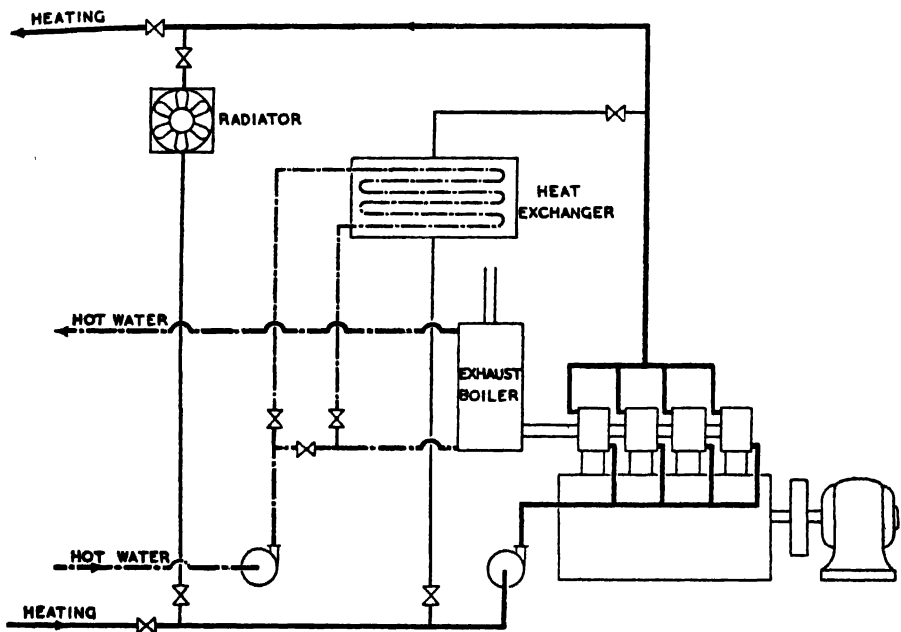 HEATING
RADIATOR
HEAT
EXCHANGER
HOT WATER
EXHAUST
BOILER
HOT WATER
HEATING